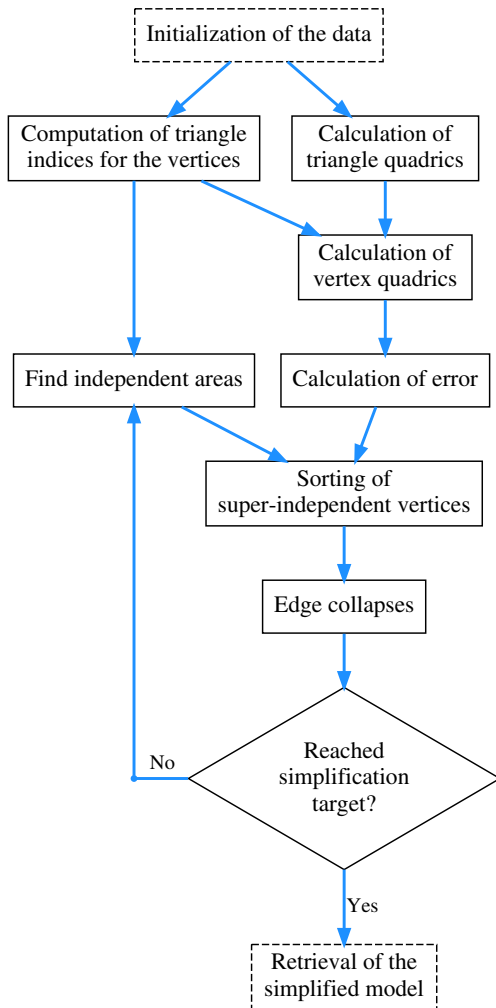 Initialization of the data
Computation of triangle
indices for the vertices
Calculation of
triangle quadrics
Calculation of
vertex quadrics
Find independent areas
Calculation of error
Sorting of
super-independent vertices
Edge collapses
Reached
simplification
target?
No
Yes
Retrieval of the
simplified model